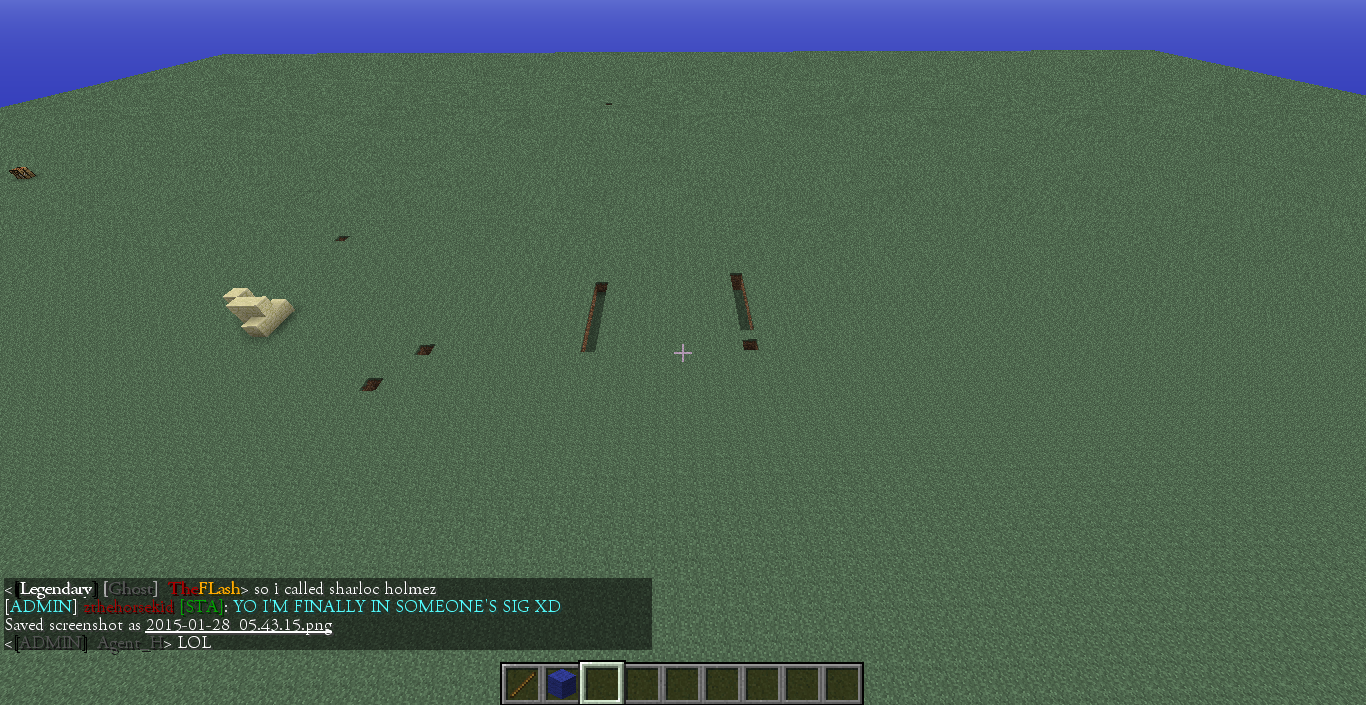 <[Legendary] [Ghost] TheFLash> so i called sharloc holmez
[ADMIN] [STA]: YO I'M FINALLY IN SOMEONE'S SIG XD
Saved screenshot as 2015-01-28_05.43.15.png
<[ADMIN] Agent_H> LOL